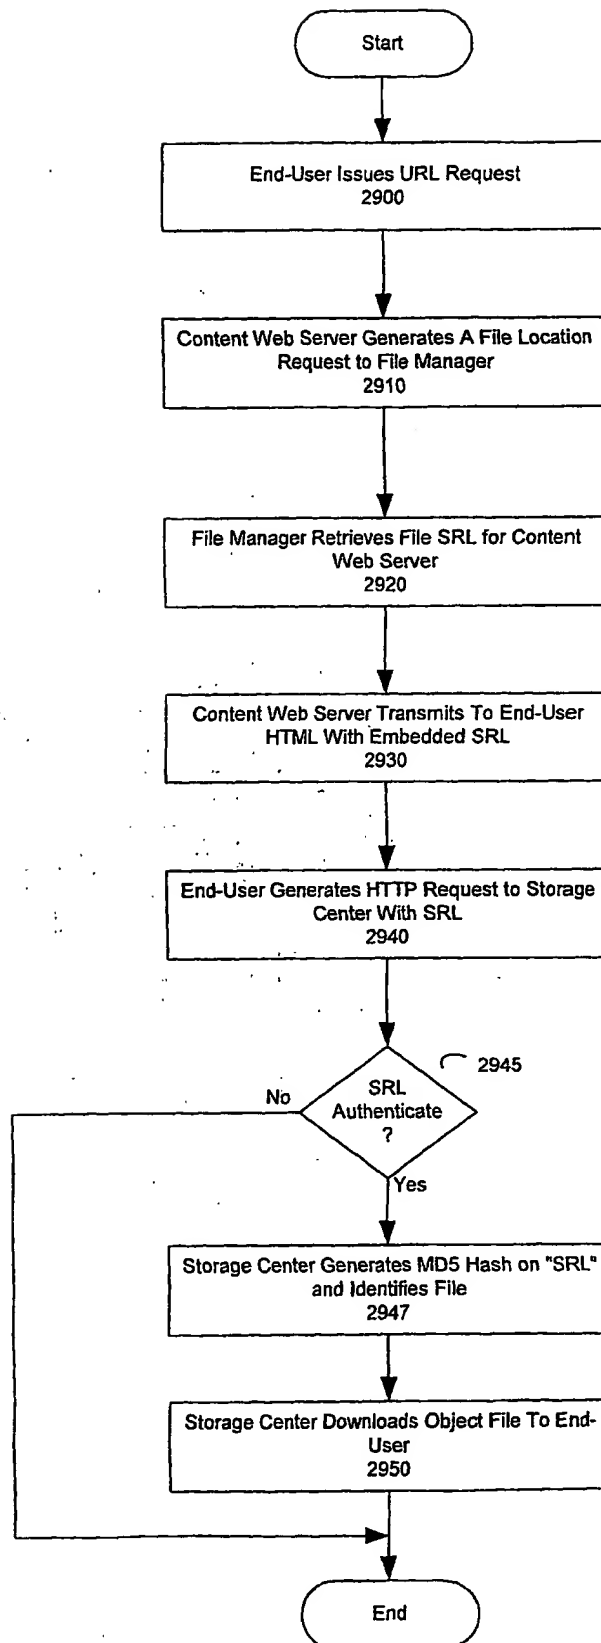 Start
End-User Issues URL Request
2900
Content Web Server Generates A File Location
Request to File Manager
2910
File Manager Retrieves File SRL for Content
Web Server
2920
Content Web Server Transmits To End-User
HTML With Embedded SRL
2930
End-User Generates HTTP Request to Storage
Center With SRL
2940
2945
SRL
Authenticate
?
No
Yes
Storage Center Generates MD5 Hash on "SRL"
and Identifies File
2947
Storage Center Downloads Object File To End-
User
2950
End